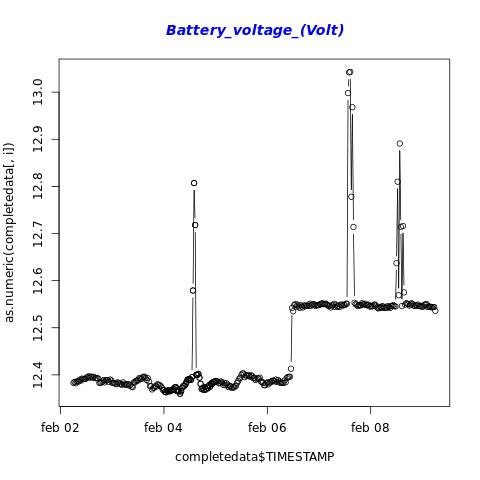 Battery_voltage_(Volt)
as.numeric(completedata[, i])
13.0
12.9
12.8
12.7
12.6
12.5
12.4
feb 02
feb 04
feb 06
feb 08
completedata$TIMESTAMP